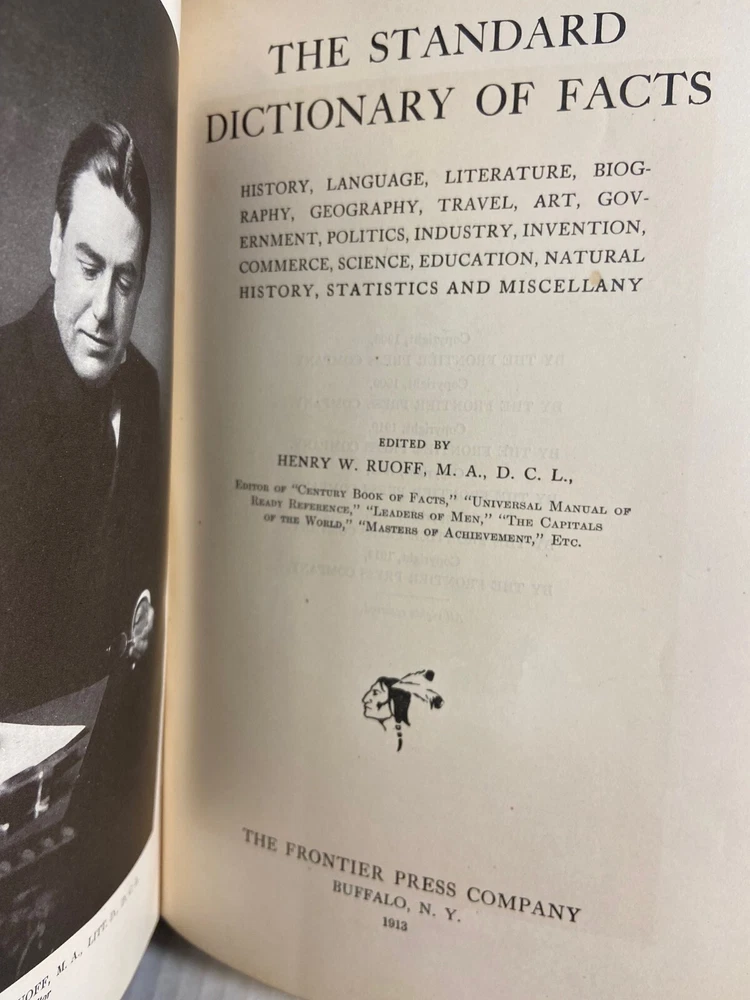 THE STANDARD
DICTIONARY OF FACTS
HISTORY, LANGUAGE, LITERATURE, BIOG-
RAPHY, GEOGRAPHY, TRAVEL, ART, GOV-
ERNMENT, POLITICS, INDUSTRY, INVENTION,
COMMERCE, SCIENCE, EDUCATION, NATURAL
HISTORY, STATISTICS AND MISCELLANY
EDITED BY
HENRY W. RUOFF, M. A., D. C. L.,
EDITOR OF "CENTURY BOOK OF FACTS," "UNIVERSAL MANUAL OF
READY REFERENCE," "LEADERS OF MEN," "THE CAPITALS
OF THE WORLD," "MASTERS OF ACHIEVEMENT," ETC.
THE FRONTIER PRESS COMPANY
BUFFALO, N. Y.
1913
M. A., LITT. D.,